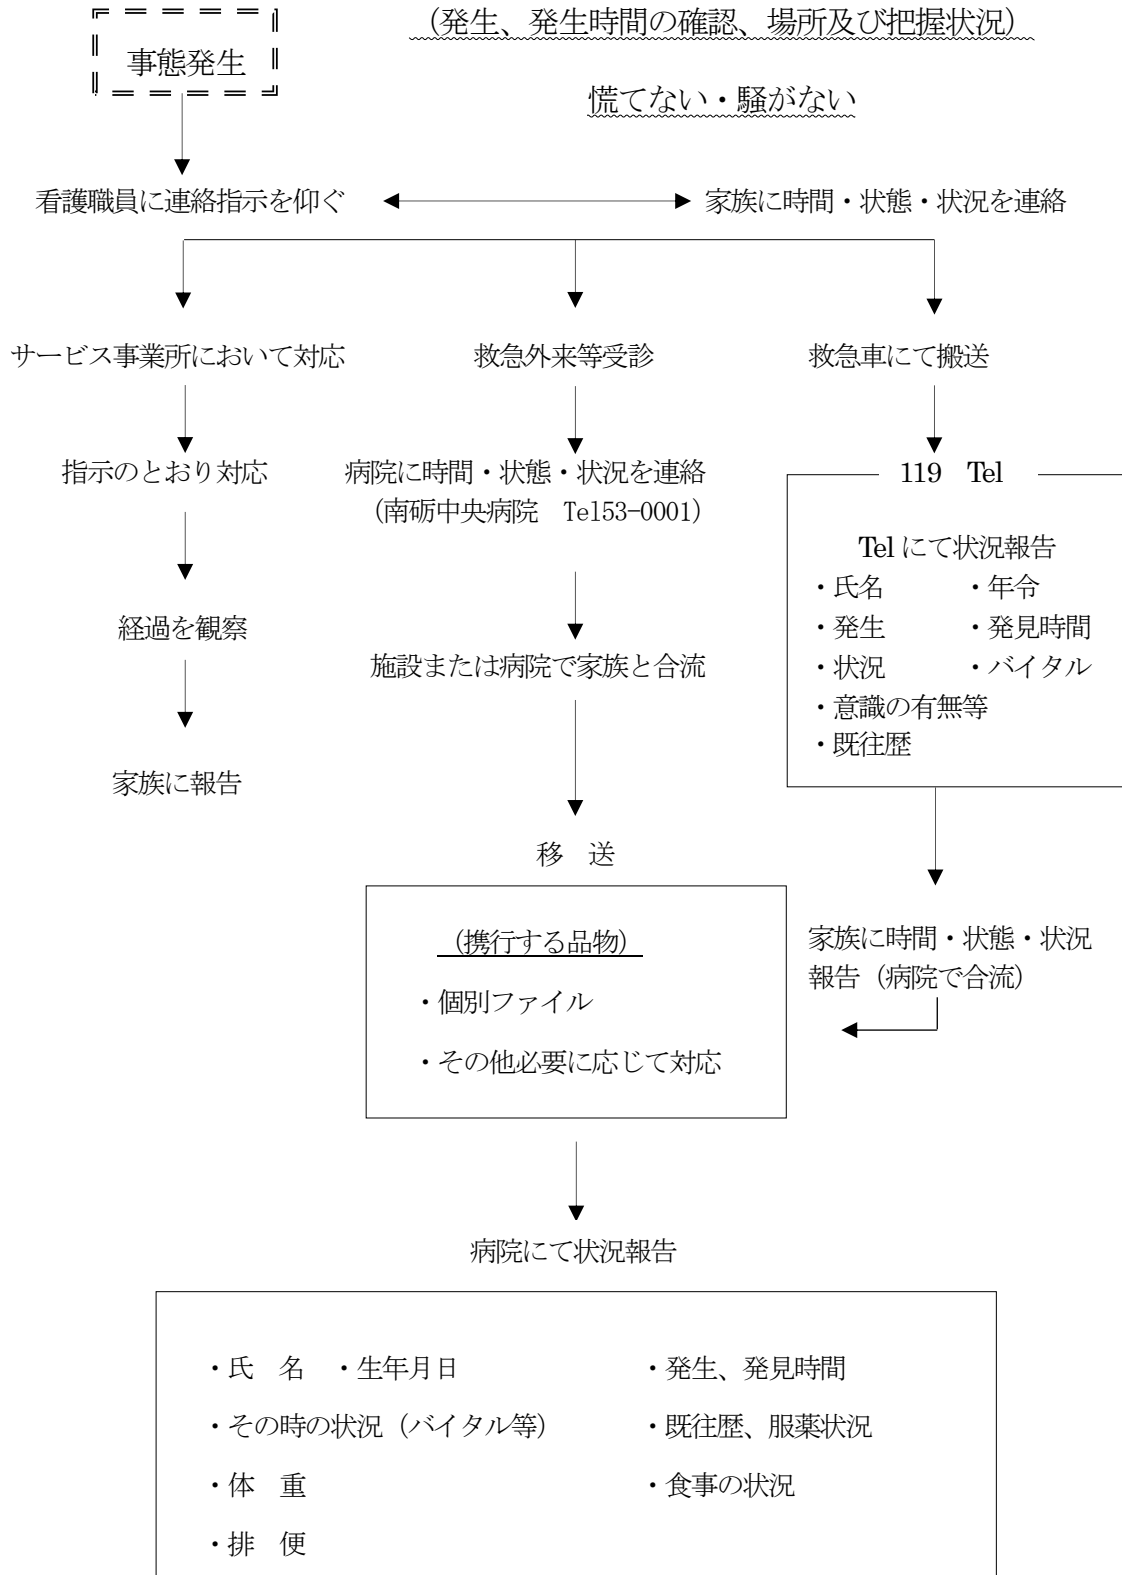 （発生、発生時間の確認、場所及び把握状況）
事態発生
慌てない・騒がない
看護職員に連絡指示を仰ぐ
家族に時間・状態・状況を連絡
サービス事業所において対応
救急外来等受診
救急車にて搬送
指示のとおり対応
病院に時間・状態・状況を連絡
（南砺中央病院　Tel53-0001）
119　Tel
Tel にて状況報告
・氏名　・年令
・発生　・発見時間
・状況　・バイタル
・意識の有無等
・既往歴
経過を観察
施設または病院で家族と合流
家族に報告
移　送
（携行する品物）
・個別ファイル
・その他必要に応じて対応
家族に時間・状態・状況
報告（病院で合流）
病院にて状況報告
・氏　名　・生年月日　・発生、発見時間
・その時の状況（バイタル等）　・既往歴、服薬状況
・体　重　・食事の状況
・排　便